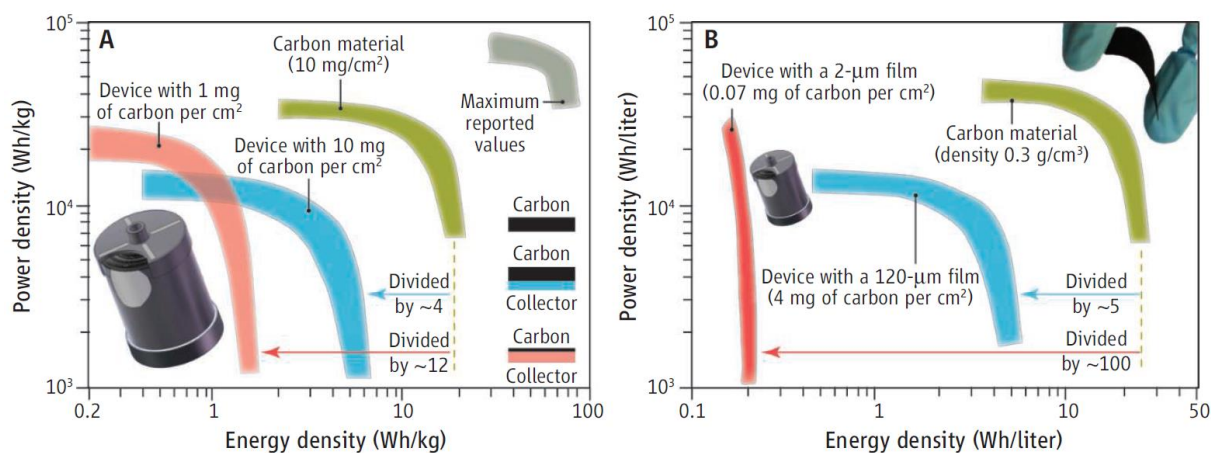 A
Power density (Wh/kg)
10⁵
10⁴
10³
0.2
1
10
100
Energy density (Wh/kg)
Carbon material
(10 mg/cm²)
Device with 1 mg
of carbon per cm²
Device with 10 mg
of carbon per cm²
Maximum
reported
values
Carbon
Carbon
Collector
Carbon
Collector
Divided
by ~4
Divided
by ~12
B
Power density (Wh/liter)
10⁵
10⁴
10³
0.1
1
10
50
Energy density (Wh/liter)
Device with a 2-μm film
(0.07 mg of carbon per cm²)
Carbon material
(density 0.3 g/cm³)
Device with a 120-μm film
(4 mg of carbon per cm²)
Divided
by ~5
Divided
by ~100